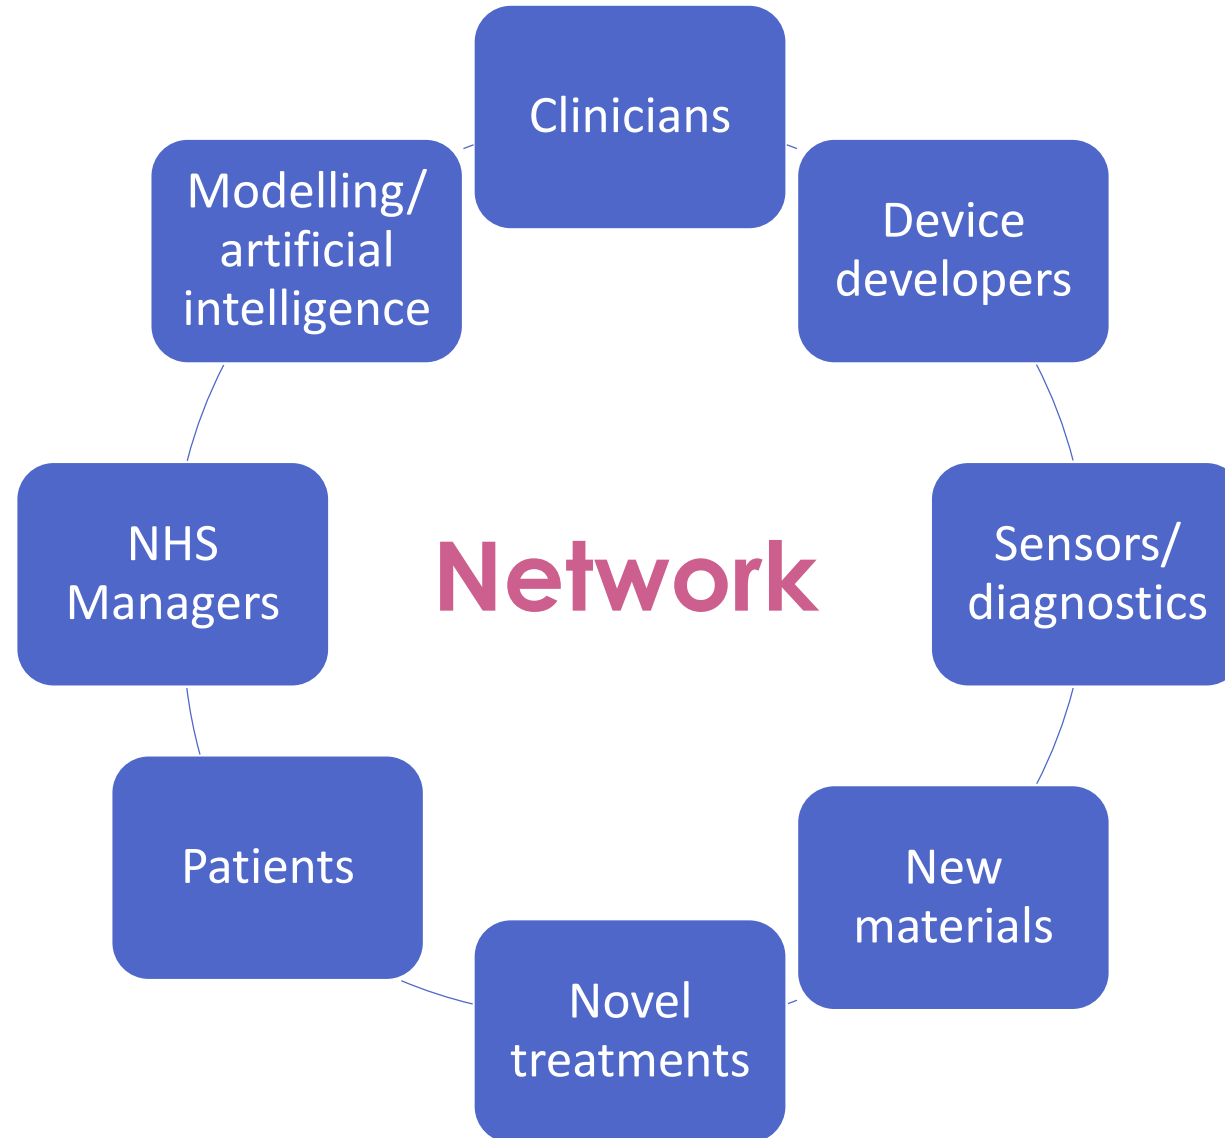 Clinicians
Device
developers
Sensors/
diagnostics
New
materials
Novel
treatments
Patients
NHS
Managers
Modelling/
artificial
intelligence
Network